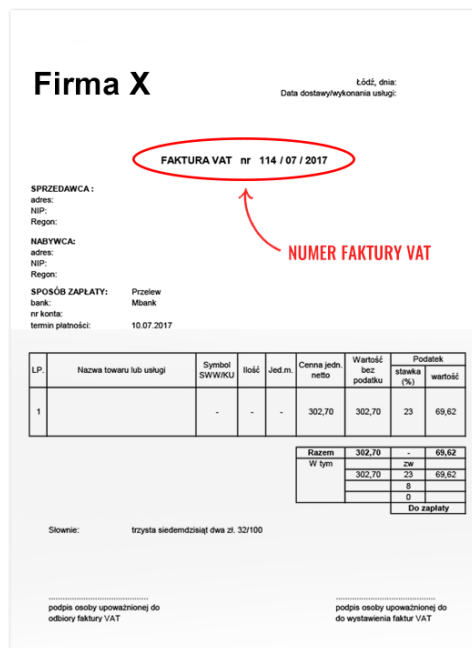 Firma X
Łódź, dnia:
Data dostawy/wykonania usługi:
FAKTURA VAT nr 114 / 07 / 2017
SPRZEDAWCA :
adres:
NIP:
Regon:
NUMER FAKTURY VAT
NABYWCA:
adres:
NIP:
Regon:
SPOSÓB ZAPŁATY: Przelew
bank: Mbank
nr konta:
termin płatności: 10.07.2017
LP. Nazwa towaru lub usługi Symbol SWW/KU Ilość Jed.m. Cenna jedn. netto Wartość bez podatku Podatek stawka (%) wartość
1 - - - 302,70 302,70 23 69,62
Razem 302,70 - 69,62
W tym zw
302,70 23 69,62
8
0
Do zapłaty
Słownie: trzysta siedemdzisiąt dwa zł. 32/100
podpis osoby upoważnionej do
odbiory faktury VAT
podpis osoby upoważnionej do
do wystawienia faktur VAT